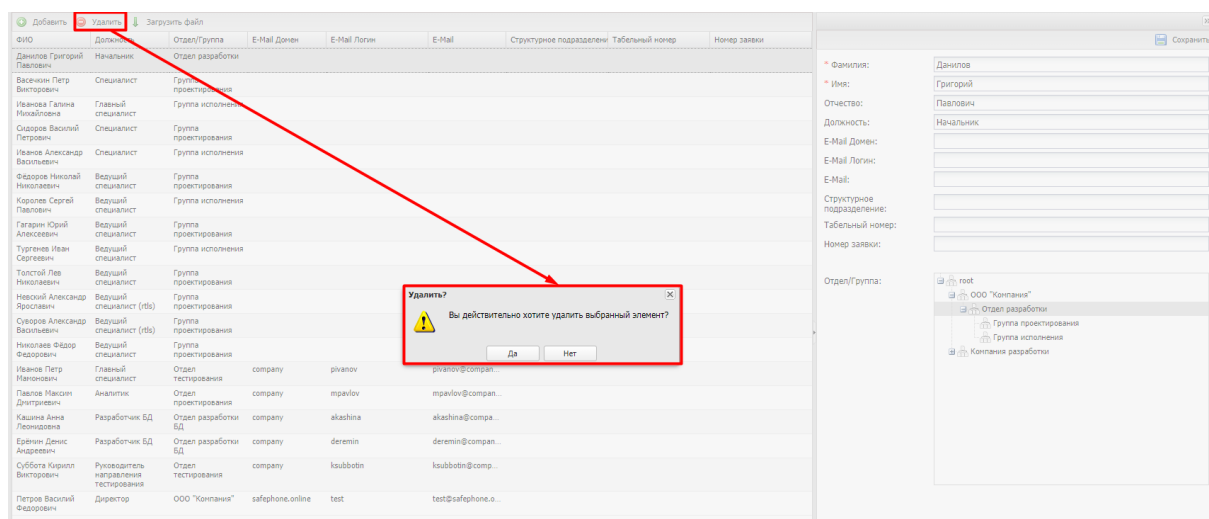 Добавить Удалить Загрузить файл
ФИО Должность Отдел/Группа E-Mail Домен E-Mail Логин E-Mail Структурное подразделени Табельный номер Номер заявки
Данилов Григорий Начальник Отдел разработки
Павлович
Васечкин Петр Специалист Группа
Викторович проектирования
Иванова Галина Главный Группа исполнения
Михайловна специалист
Сидоров Василий Специалист Группа
Петрович проектирования
Иванов Александр Специалист Группа исполнения
Васильевич
Фёдоров Николай Ведущий Группа
Николаевич специалист проектирования
Королев Сергей Ведущий Группа исполнения
Павлович специалист
Гагарин Юрий Ведущий Группа
Алексеевич специалист проектирования
Тургенев Иван Ведущий Группа исполнения
Сергеевич специалист
Толстой Лев Ведущий Группа
Николаевич специалист проектирования
Невский Александр Ведущий Группа
Ярославич специалист (rtls) проектирования
Суворов Александр Ведущий Группа
Васильевич специалист (rtls) проектирования
Николаев Фёдор Ведущий Группа
Федорович специалист проектирования
Иванов Петр Главный Отдел company pivanov pivanov@compan...
Манонович специалист тестирования
Павлов Максим Аналитик Отдел company mpavlov mpavlov@compan...
Дмитриевич проектирования
Кашина Анна Разработчик БД Отдел разработки company akashina akashina@compa...
Леонидовна БД
Ерёмин Денис Разработчик БД Отдел разработки company deremin deremin@compan...
Андреевич БД
Суббота Кирилл Руководитель Отдел company ksubbotin ksubbotin@comp...
Викторович направления тестирования
тестирования
Петров Василий Директор ООО "Компания" safephone.online test test@safephone.o...
Федорович
Удалить?
Вы действительно хотите удалить выбранный элемент?
Да Нет
Сохранить
* Фамилия: Данилов
* Имя: Григорий
Отчество: Павлович
Должность: Начальник
E-Mail Домен:
E-Mail Логин:
E-Mail:
Структурное
подразделение:
Табельный номер:
Номер заявки:
Отдел/Группа: root
ООО "Компания"
Отдел разработки
Группа проектирования
Группа исполнения
Компания разработки